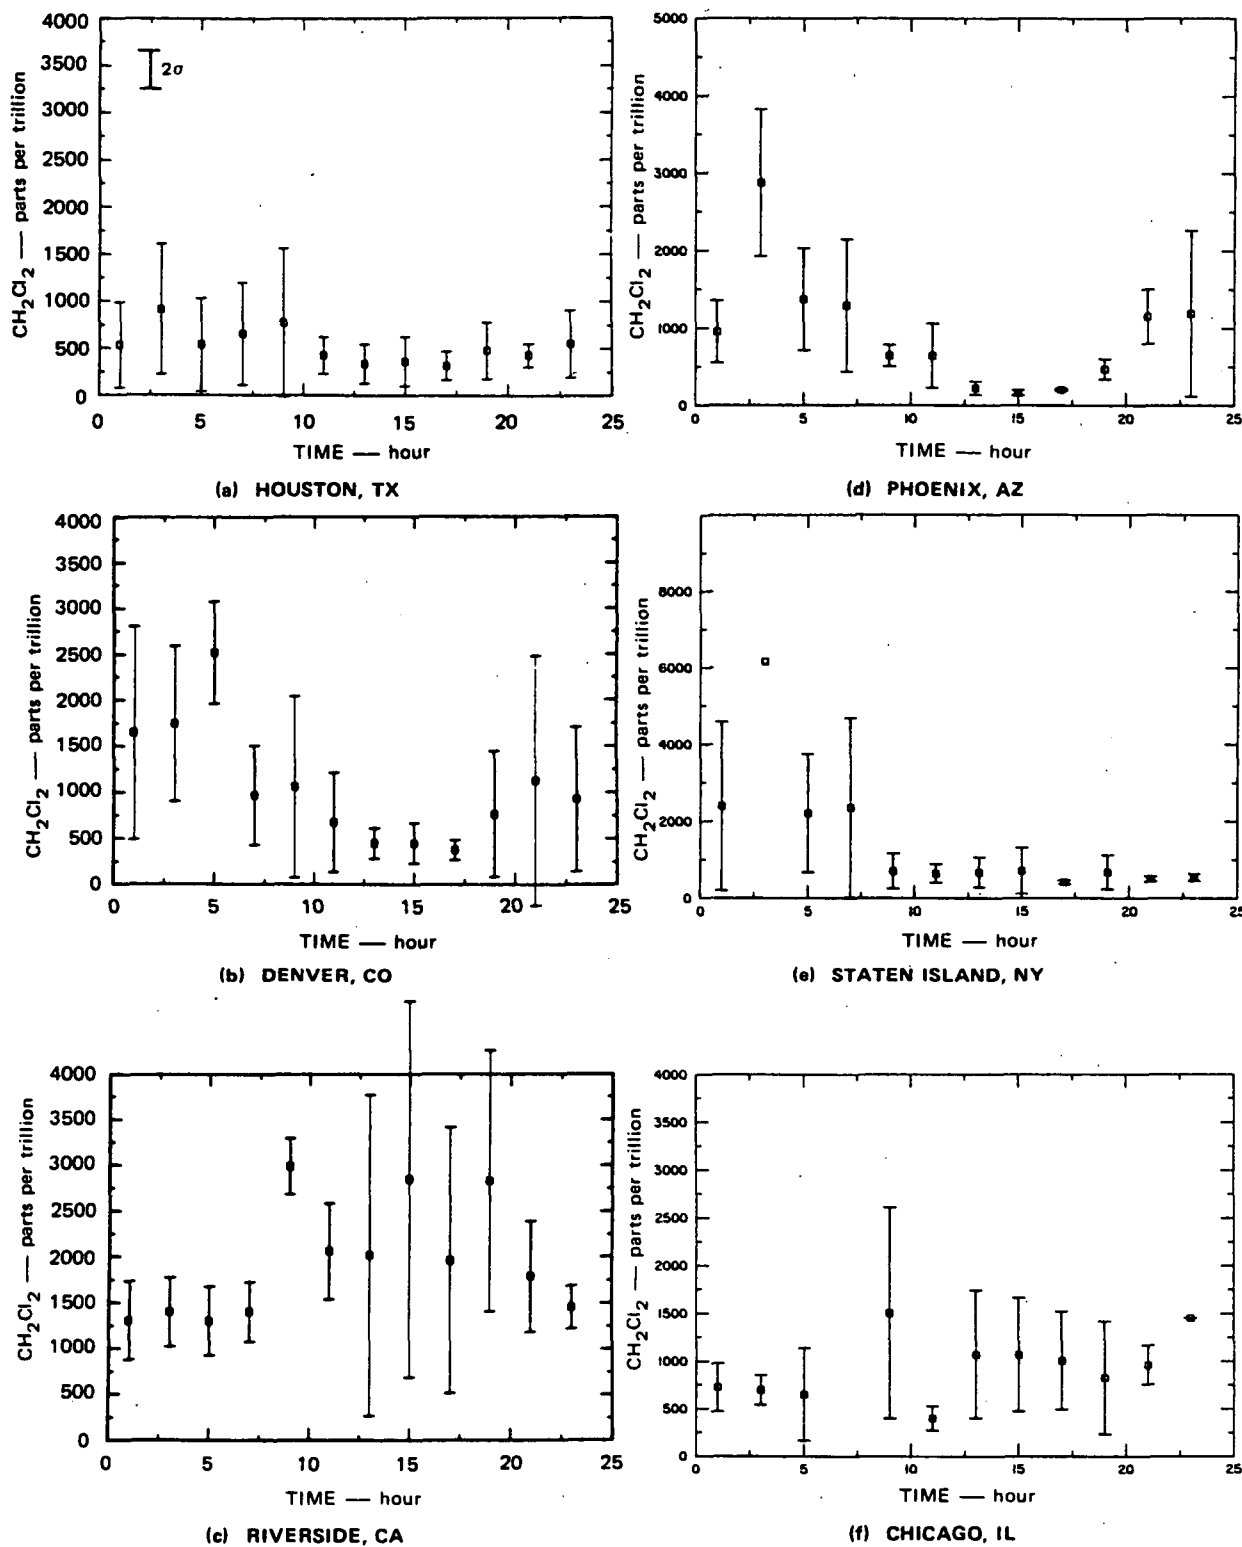 4000
3500
3000
2500
2000
1500
1000
500
0
2σ
CH2Cl2 — parts per trillion
0 5 10 15 20 25
TIME — hour
(a) HOUSTON, TX
5000
4000
3000
2000
1000
0
CH2Cl2 — parts per trillion
0 5 10 15 20 25
TIME — hour
(d) PHOENIX, AZ
4000
3500
3000
2500
2000
1500
1000
500
0
CH2Cl2 — parts per trillion
0 5 10 15 20 25
TIME — hour
(b) DENVER, CO
8000
6000
4000
2000
0
CH2Cl2 — parts per trillion
0 5 10 15 20 25
TIME — hour
(e) STATEN ISLAND, NY
4000
3500
3000
2500
2000
1500
1000
500
0
CH2Cl2 — parts per trillion
0 5 10 15 20 25
TIME — hour
(c) RIVERSIDE, CA
4000
3500
3000
2500
2000
1500
1000
500
0
CH2Cl2 — parts per trillion
0 5 10 15 20 25
TIME — hour
(f) CHICAGO, IL